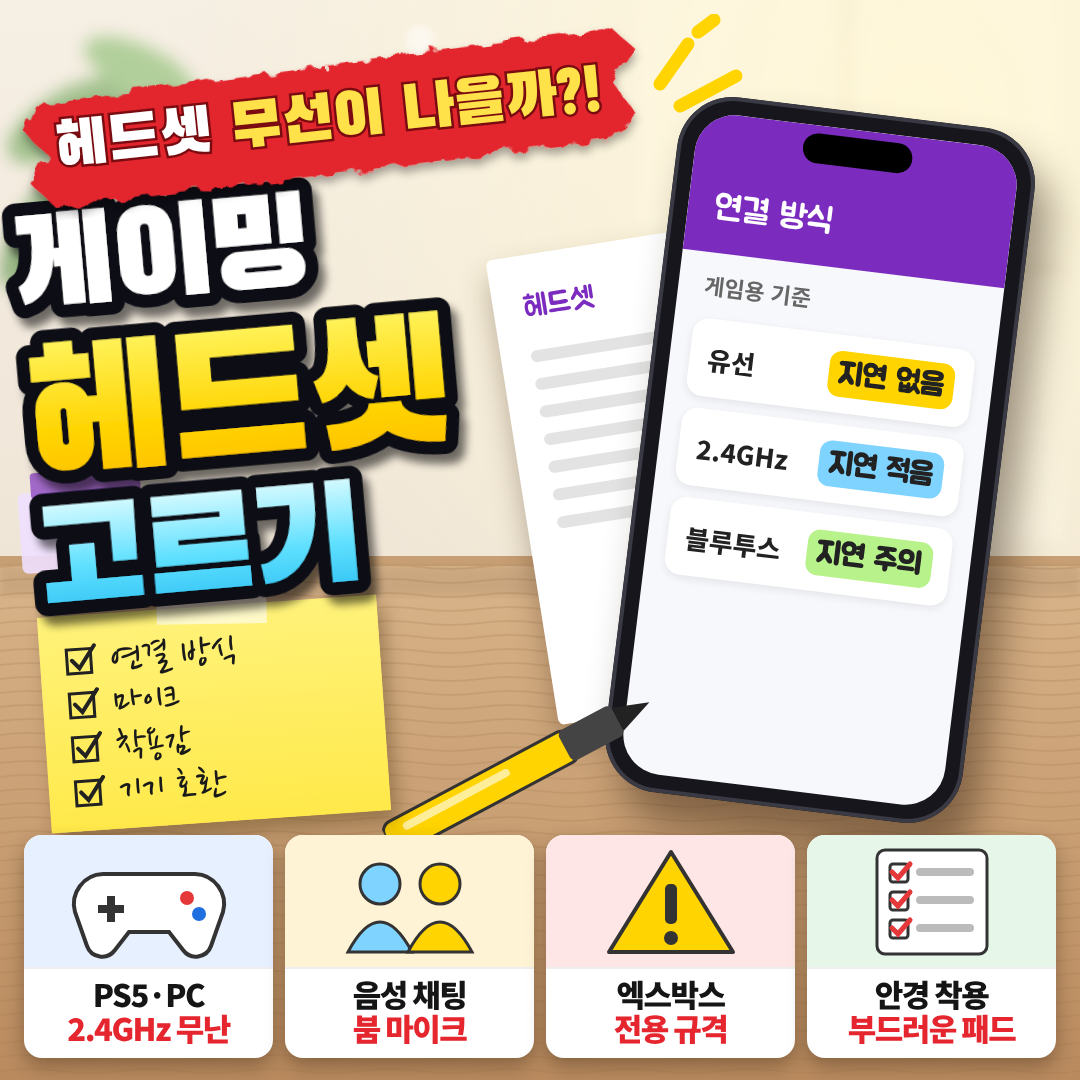 헤드셋 무선이 나을까?!
게이밍
헤드셋
고르기
헤드셋
연결 방식
게임용 기준
유선 지연 없음
2.4GHz 지연 적음
블루투스 지연 주의
연결 방식
마이크
착용감
기기 호환
PS5·PC
2.4GHz 무난
음성 채팅
붐 마이크
엑스박스
전용 규격
안경 착용
부드러운 패드